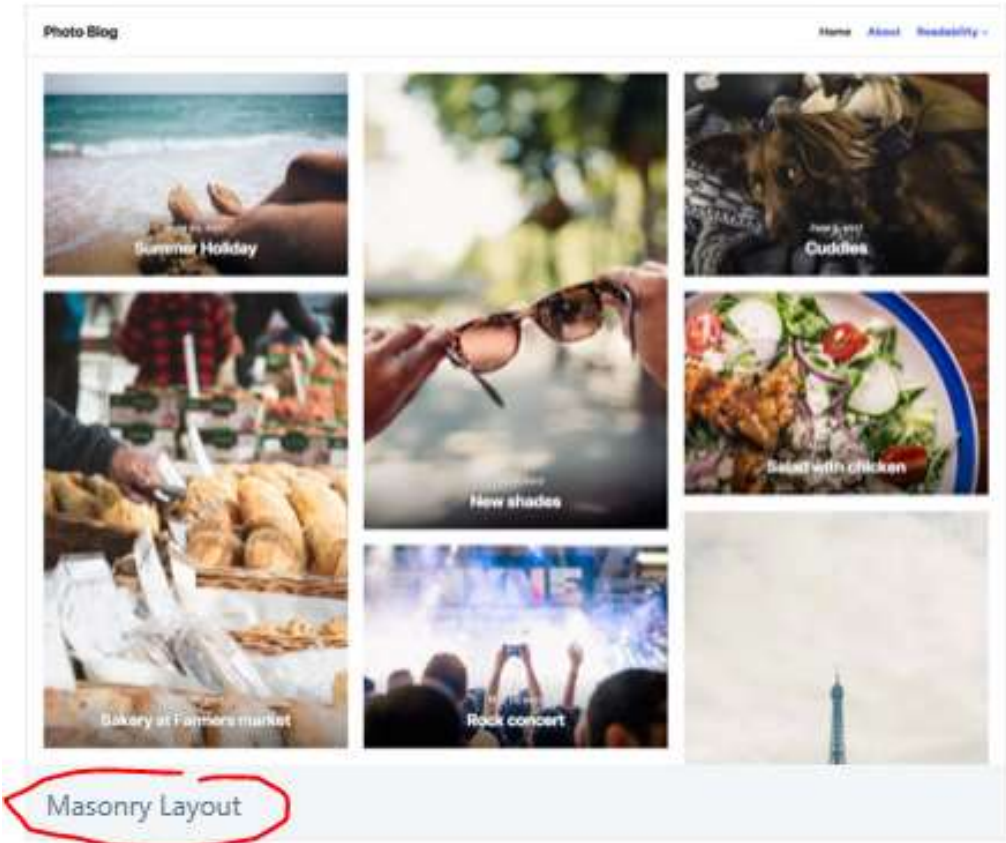 Photo Blog
Home About Readability
Summer Holiday
Cuddles
New shades
Salad with chicken
Bakery at Farmers market
Rock concert
Masonry Layout